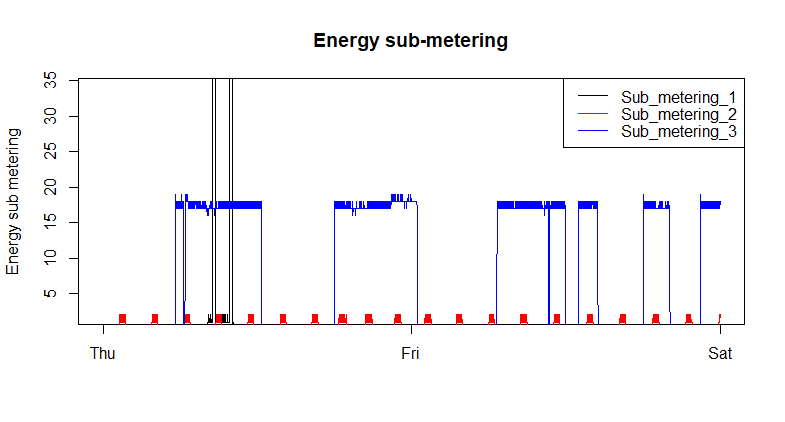 Energy sub-metering
Energy sub metering
35
30
25
20
15
10
5
Sub_metering_1
Sub_metering_2
Sub_metering_3
Thu
Fri
Sat